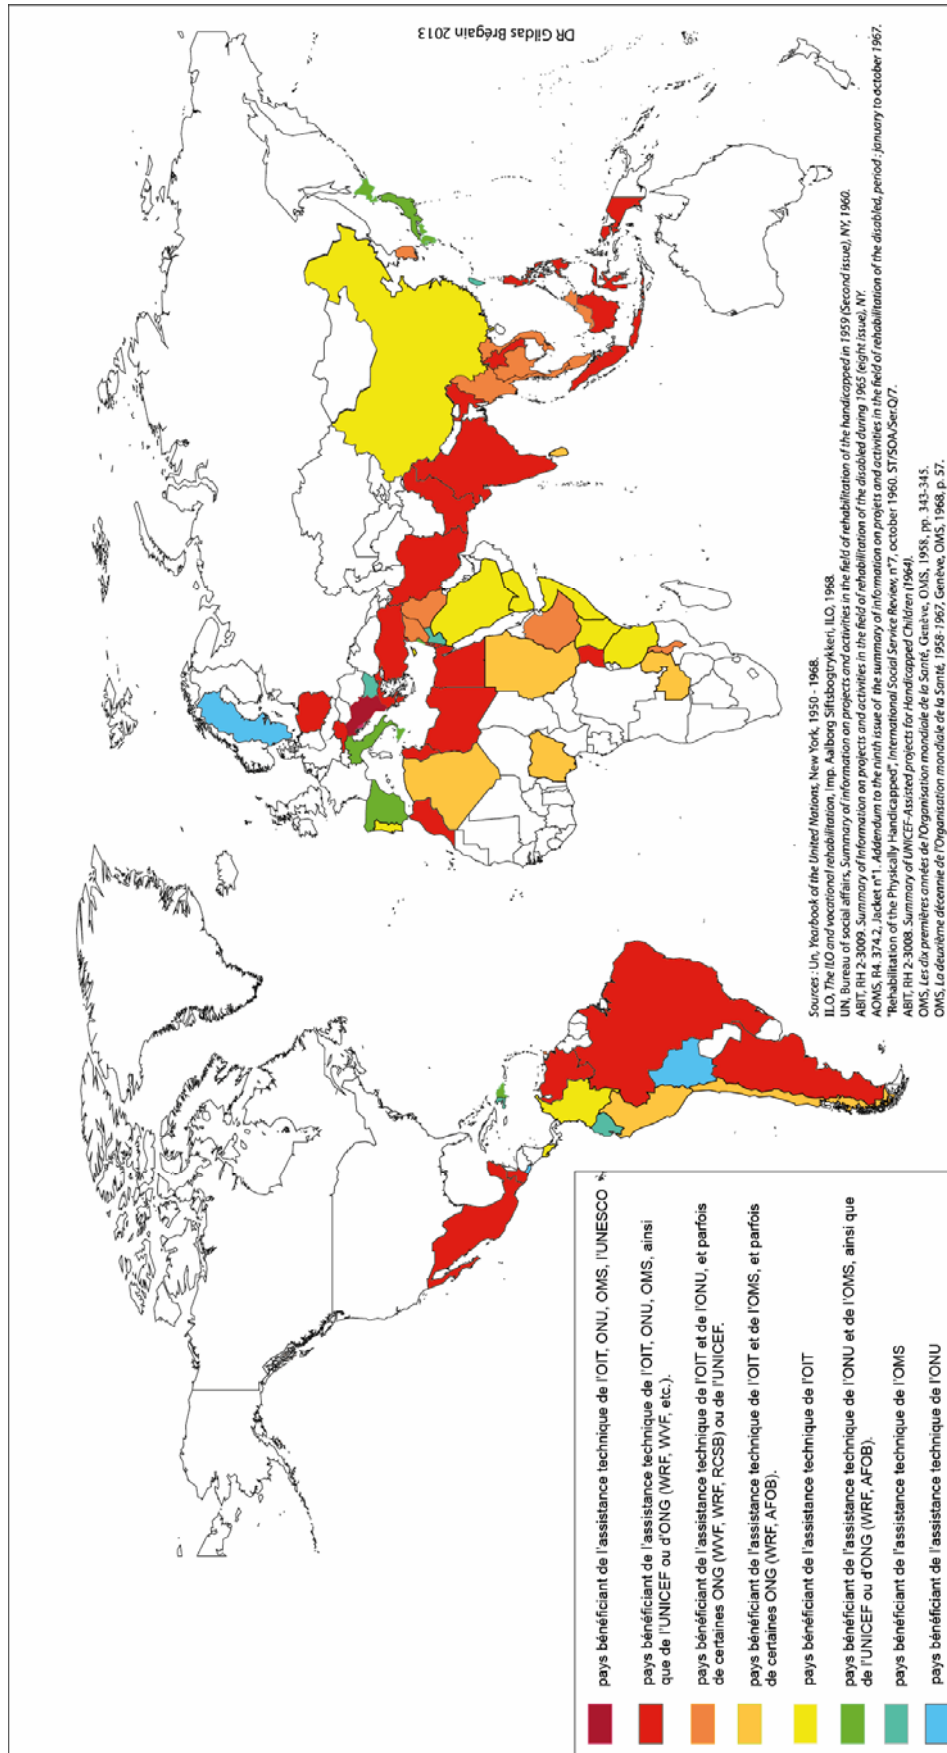 DR Gildas Brégain 2013
Sources : Un, Yearbook of the United Nations, New York, 1950 - 1968.
ILO, The ILO and vocational rehabilitation, Imp. Aalborg Siftsbogtrykkeri, ILO, 1968.
UN, Bureau of social affairs, Summary of information on projects and activities in the field of rehabilitation of the handicapped in 1959 (Second issue), NY, 1960.
ABIT, RH 2-3009. Summary of Information on projects and activities in the field of rehabilitation of the disabled during 1965 (eight issue), NY.
AOMS, R4. 374.2, Jacket n°1. Addendum to the ninth issue of the summary of information on projets and activities in the field of rehabilitation of the disabled, period : january to october 1967.
"Rehabilitation of the Physically Handicapped", International Social Service Review, n°7, october 1960. ST/SOA/Ser.Q/7.
ABIT, RH 2-3008. Summary of UNICEF-Assisted projects for Handicapped Children (1964).
OMS, Les dix premières années de l'Organisation mondiale de la Santé, Genève, OMS, 1958, pp. 343-345.
OMS, La deuxième décennie de l'Organisation mondiale de la santé, 1958-1967, Genève, OMS, 1968, p. 57.
pays bénéficiant de l'assistance technique de l'OIT, ONU, OMS, l'UNESCO
pays bénéficiant de l'assistance technique de l'OIT, ONU, OMS, ainsi
que de l'UNICEF ou d'ONG (WRF, WVF, etc.).
pays bénéficiant de l'assistance technique de l'OIT et de l'ONU, et parfois
de certaines ONG (WVF, WRF, RCSB) ou de l'UNICEF.
pays bénéficiant de l'assistance technique de l'OIT et de l'OMS, et parfois
de certaines ONG (WRF, AFOB).
pays bénéficiant de l'assistance technique de l'OIT
pays bénéficiant de l'assistance technique de l'ONU et de l'OMS, ainsi que
de l'UNICEF ou d'ONG (WRF, AFOB).
pays bénéficiant de l'assistance technique de l'OMS
pays bénéficiant de l'assistance technique de l'ONU